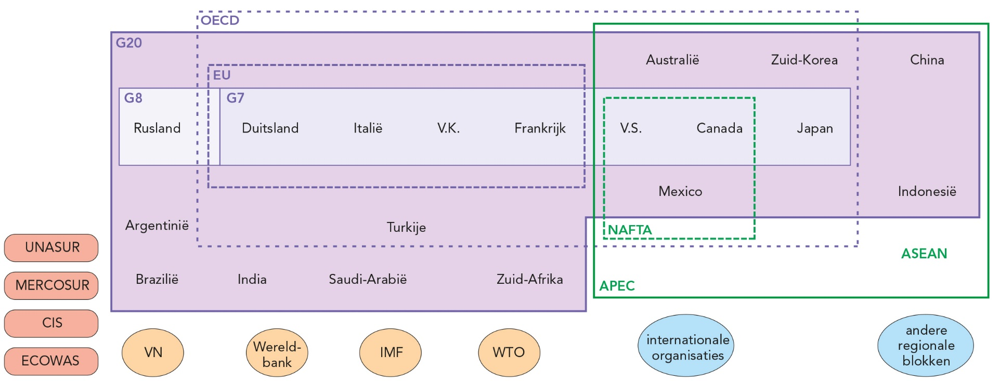 OECD
G20
Australië
Zuid-Korea
China
EU
G8
G7
Rusland
Duitsland
Italië
V.K.
Frankrijk
V.S.
Canada
Japan
Mexico
Indonesië
Argentinië
Turkije
NAFTA
UNASUR
ASEAN
Brazilië
India
Saudi-Arabië
Zuid-Afrika
MERCOSUR
APEC
CIS
ECOWAS
VN
Wereld-
bank
IMF
WTO
internationale
organisaties
andere
regionale
blokken